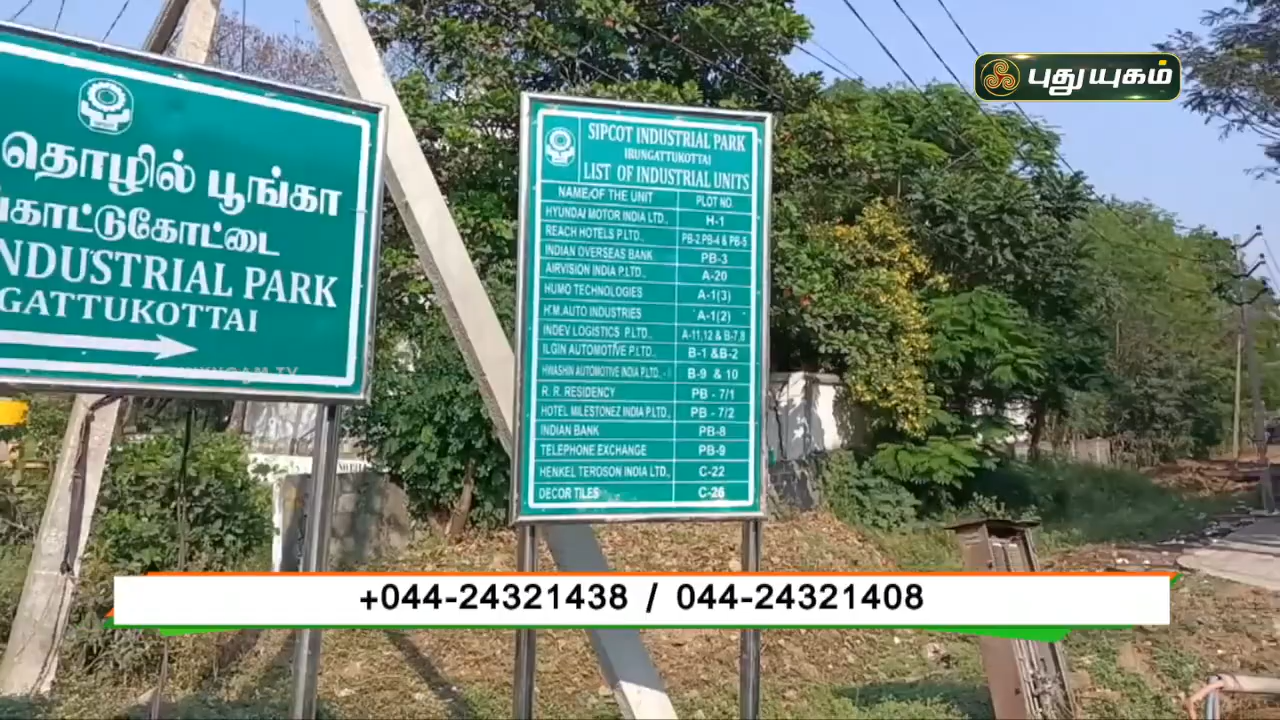 புதுயுகம்
தொழில் பூங்கா
காட்டுகோட்டை
NDUSTRIAL PARK
GATTUKOTTAI
SIPCOT INDUSTRIAL PARK
IRUNGATTUKOTTAI
LIST OF INDUSTRIAL UNITS
NAME OF THE UNIT PLOT NO.
HYUNDAI MOTOR INDIA LTD., H-1
REACH HOTELS P.LTD., PB-2,PB-4 & PB-5
INDIAN OVERSEAS BANK PB-3
AIRVISION INDIA P.LTD., A-20
HUMO TECHNOLOGIES A-1(3)
H.M.AUTO INDUSTRIES A-1(2)
INDEV LOGISTICS P.LTD., A-11,12 & B-7,8
ILGIN AUTOMOTIVE P.LTD., B-1 &B-2
HWASHIN AUTOMOTIVE INDIA P.LTD., - I B-9 & 10
R. R. RESIDENCY PB - 7/1
HOTEL MILESTONEZ INDIA P.LTD., PB - 7/2
INDIAN BANK PB-8
TELEPHONE EXCHANGE PB-9
HENKEL TEROSON INDIA LTD., C-22
DECOR TILES C-26
+044-24321438 / 044-24321408